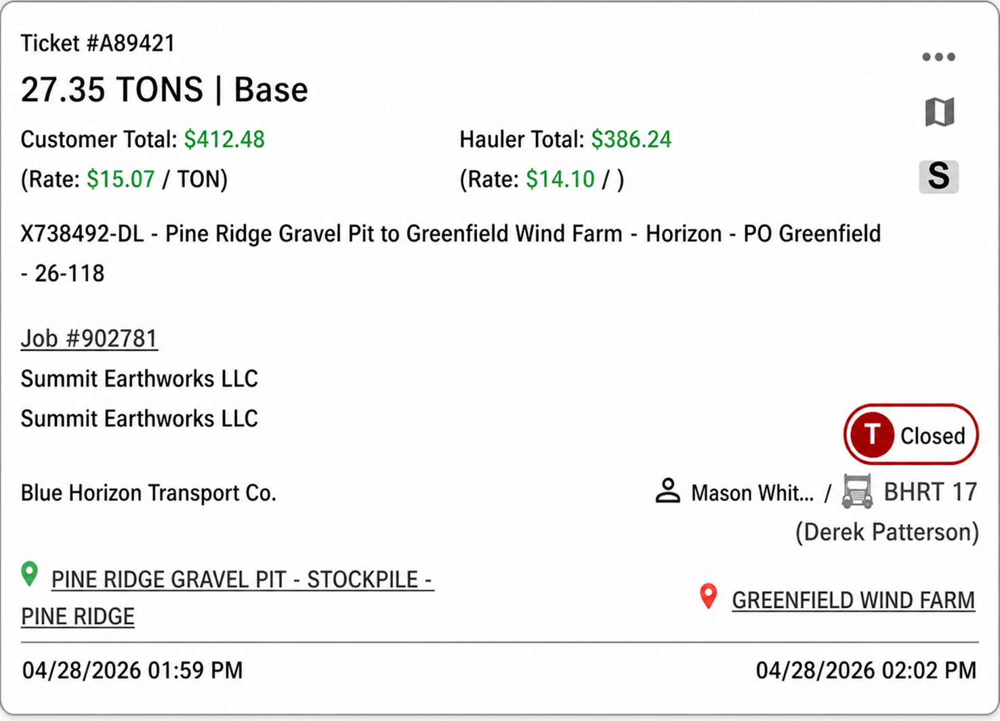 Ticket #A89421
27.35 TONS | Base
Customer Total: $412.48
Hauler Total: $386.24
(Rate: $15.07 / TON)
(Rate: $14.10 / )
S
X738492-DL - Pine Ridge Gravel Pit to Greenfield Wind Farm - Horizon - PO Greenfield
- 26-118
Job #902781
Summit Earthworks LLC
Summit Earthworks LLC
T Closed
Blue Horizon Transport Co.
Mason Whit... / BHRT 17
(Derek Patterson)
PINE RIDGE GRAVEL PIT - STOCKPILE -
PINE RIDGE
GREENFIELD WIND FARM
04/28/2026 01:59 PM
04/28/2026 02:02 PM